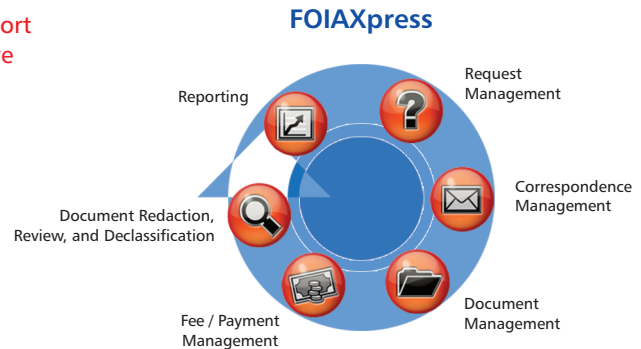 FOIAXpress
Reporting
Request
Management
Correspondence
Management
Document
Management
Fee / Payment
Management
Document Redaction,
Review, and Declassification